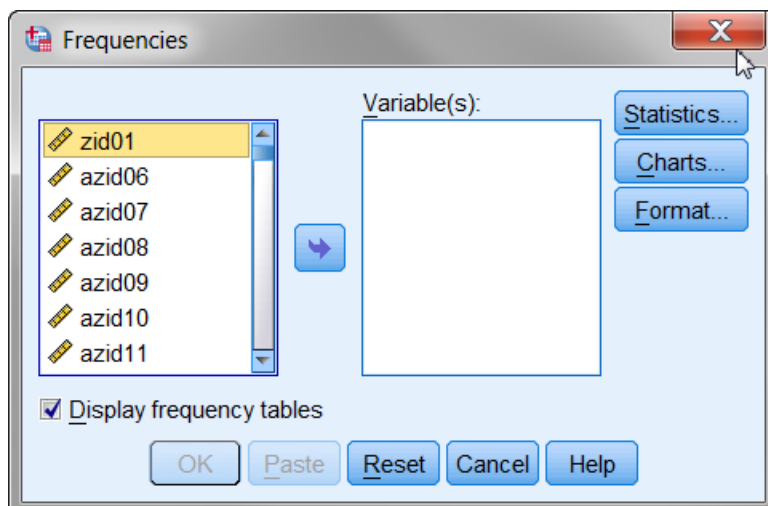 Frequencies
Variable(s):
zid01
azid06
azid07
azid08
azid09
azid10
azid11
Statistics...
Charts...
Format...
Display frequency tables
OK Paste Reset Cancel Help